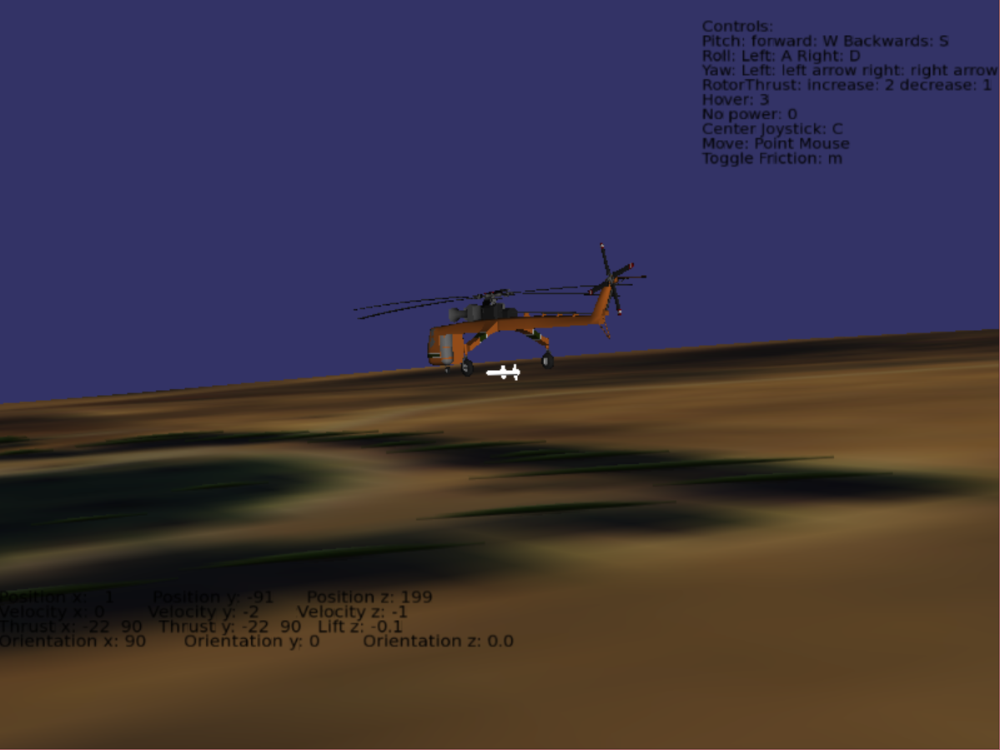 Controls:
Pitch: forward: W Backwards: S
Roll: Left: A Right: D
Yaw: Left: left arrow right: right arrow
RotorThrust: increase: 2 decrease: 1
Hover: 3
No power: 0
Center Joystick: C
Move: Point Mouse
Toggle Friction: m
Position x: 1 Position y: -91 Position z: 199
Velocity x: 0 Velocity y: -2 Velocity z: -1
Thrust x: -22 90 Thrust y: -22 90 Lift z: -0.1
Orientation x: 90 Orientation y: 0 Orientation z: 0.0